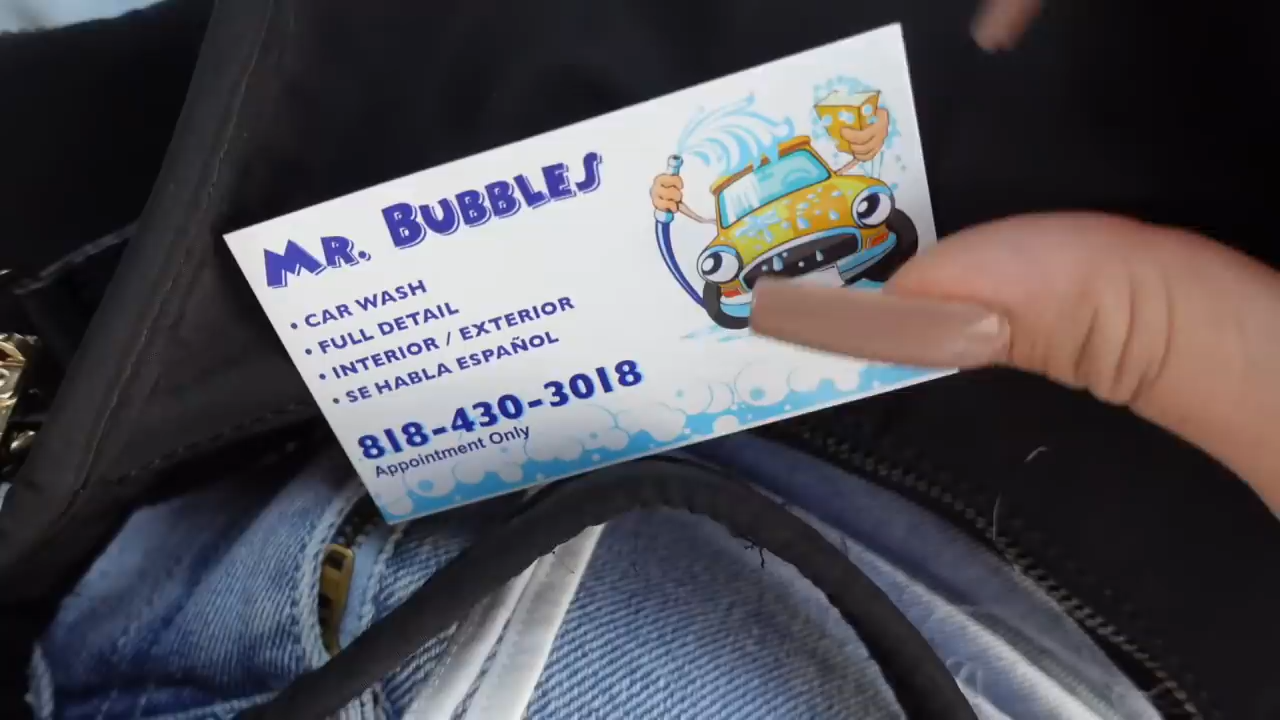 MR. BUBBLES
• CAR WASH
• FULL DETAIL
• INTERIOR / EXTERIOR
• SE HABLA ESPAÑOL
818-430-3018
Appointment Only